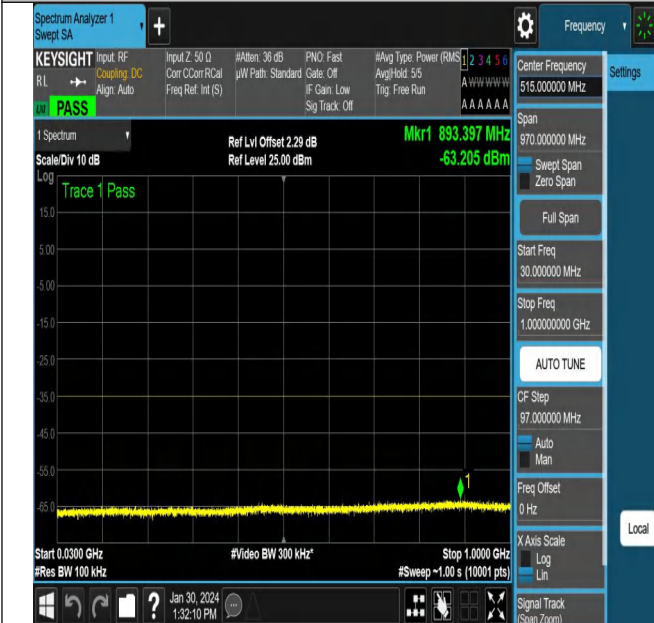 Spectrum Analyzer 1
Swept SA
+
Frequency
KEYSIGHT
RL
PASS
Input: RF
Coupling: DC
Align: Auto
Input Z: 50 Ω
Corr CCorr RCal
Freq Ref: Int (S)
#Atten: 36 dB
µW Path: Standard
PNO: Fast
Gate: Off
IF Gain: Low
Sig Track: Off
#Avg Type: Power (RMS
Avg|Hold: 5/5
Trig: Free Run
1 2 3 4 5 6
A W W W W W
A A A A A A
Center Frequency
515.000000 MHz
Settings
Span
970.000000 MHz
Swept Span
Zero Span
Full Span
Start Freq
30.000000 MHz
Stop Freq
1.000000000 GHz
AUTO TUNE
CF Step
97.000000 MHz
Auto
Man
Freq Offset
0 Hz
X Axis Scale
Log
Lin
Local
Signal Track
(Span Zoom)
1 Spectrum
Scale/Div 10 dB
Ref Lvl Offset 2.29 dB
Ref Level 25.00 dBm
Mkr1 893.397 MHz
-63.205 dBm
Log
Trace 1 Pass
15.0
5.00
-5.00
-15.0
-25.0
-35.0
-45.0
-55.0
-65.0
1
Start 0.0300 GHz
#Res BW 100 kHz
#Video BW 300 kHz*
Stop 1.0000 GHz
#Sweep ~1.00 s (10001 pts)
?
Jan 30, 2024
1:32:10 PM